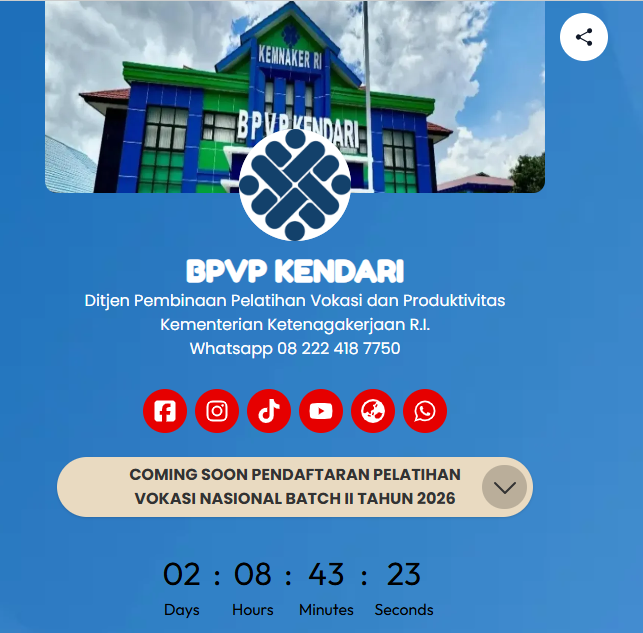 KEMNAKER RI
BPVP KENDARI
BPVP KENDARI
Ditjen Pembinaan Pelatihan Vokasi dan Produktivitas
Kementerian Ketenagakerjaan R.I.
Whatsapp 08 222 418 7750
COMING SOON PENDAFTARAN PELATIHAN
VOKASI NASIONAL BATCH II TAHUN 2026
02 : 08 : 43 : 23
Days Hours Minutes Seconds